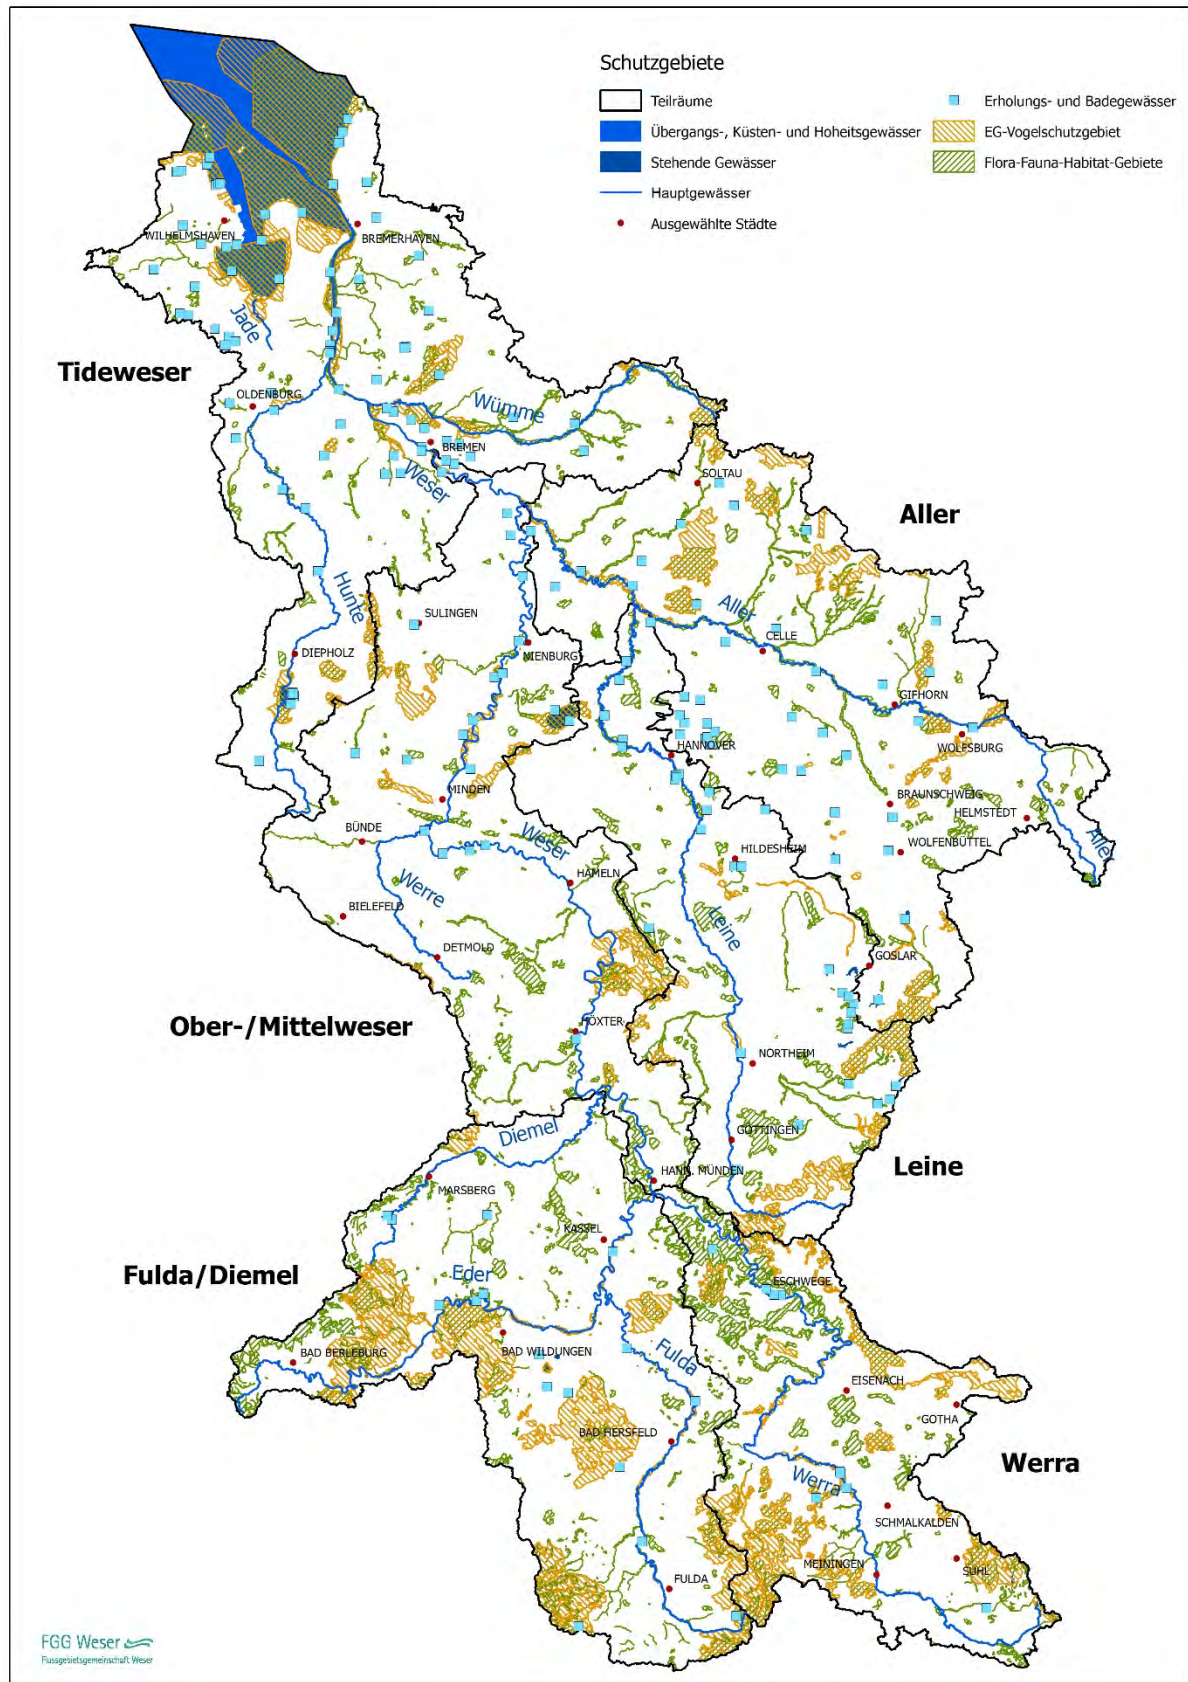 Schutzgebiete
Teilräume
Übergangs-, Küsten- und Hoheitsgewässer
Stehende Gewässer
Hauptgewässer
Ausgewählte Städte
Erholungs- und Badegewässer
EG-Vogelschutzgebiet
Flora-Fauna-Habitat-Gebiete
WILHELMSHAVEN
BREMERHAVEN
Jade
Tideweser
OLDENBURG
Wümme
BREMEN
Weser
SOLTAU
Aller
Hunte
SULINGEN
Aller
CELLE
DIEPHOLZ
NIENBURG
GIFHORN
WOLFSBURG
HANNOVER
MINDEN
BRAUNSCHWEIG
HELMSTEDT
BÜNDE
Weser
WOLFENBÜTTEL
Aller
HILDESHEIM
HAMELN
Werre
BIELEFELD
Leine
DETMOLD
GOSLAR
Ober-/Mittelweser
HÖXTER
NORTHEIM
Diemel
GÖTTINGEN
Leine
MARSBERG
HANN. MÜNDEN
KASSEL
Fulda/Diemel
Eder
ESCHWEGE
BAD BERLEBURG
BAD WILDUNGEN
Fulda
EISENACH
GOTHA
BAD HERSFELD
Werra
Werra
SCHMALKALDEN
MEININGEN
SUHL
FULDA
FGG Weser
Flussgebietsgemeinschaft Weser